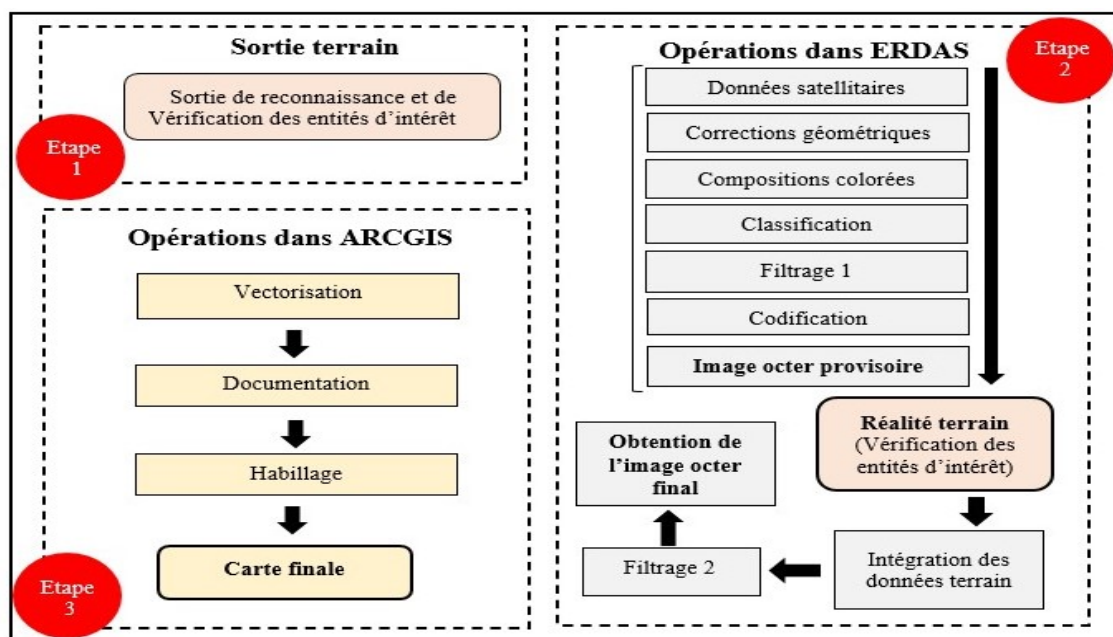 Sortie terrain
Sortie de reconnaissance et de
Vérification des entités d'intérêt
Etape
1
Opérations dans ERDAS
Etape
2
Données satellitaires
Corrections géométriques
Compositions colorées
Classification
Filtrage 1
Codification
Image octer provisoire
Réalité terrain
(Vérification des
entités d'intérêt)
Intégration des
données terrain
Filtrage 2
Obtention de
l'image octer
final
Opérations dans ARCGIS
Vectorisation
Documentation
Habillage
Carte finale
Etape
3